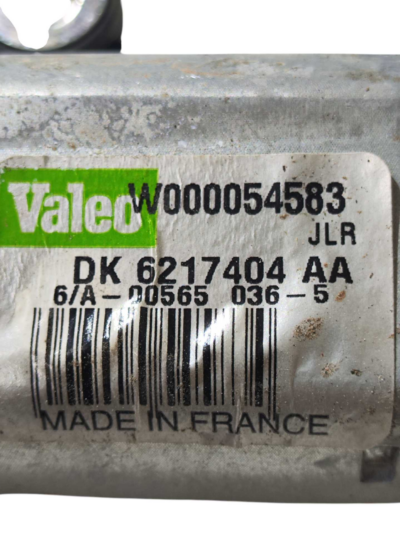 Valeo W000054583
JLR
DK 6217404 AA
6/A-00565 036-5
MADE IN FRANCE